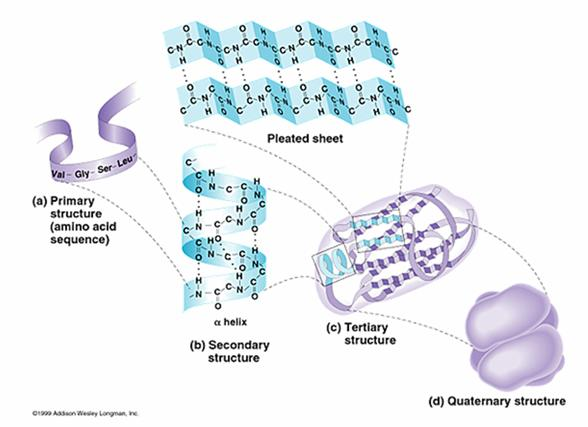 Pleated sheet
Val – Gly – Ser – Leu –
(a) Primary
structure
(amino acid
sequence)
α helix
(b) Secondary
structure
(c) Tertiary
structure
(d) Quaternary structure
©1999 Addison Wesley Longman, Inc.